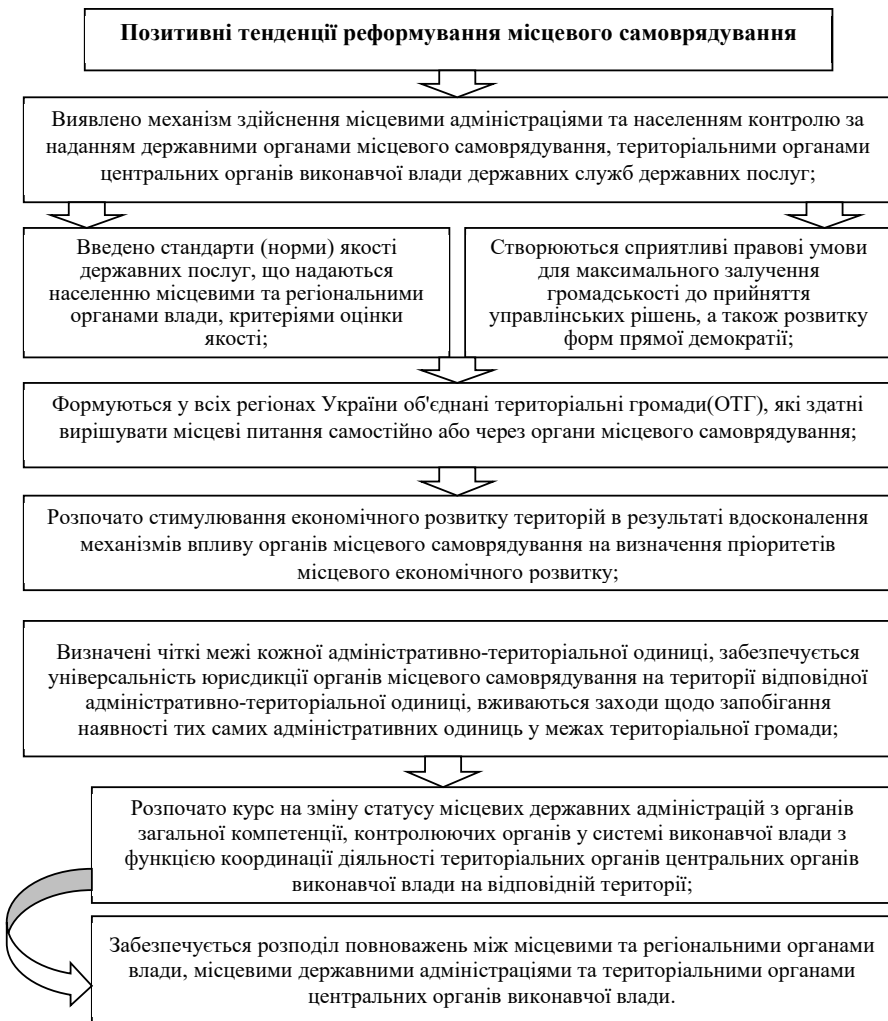 Позитивні тенденції реформування місцевого самоврядування
Виявлено механізм здійснення місцевими адміністраціями та населенням контролю за
наданням державними органами місцевого самоврядування, територіальними органами
центральних органів виконавчої влади державних служб державних послуг;
Введено стандарти (норми) якості
державних послуг, що надаються
населенню місцевими та регіональними
органами влади, критеріями оцінки
якості;
Створюються сприятливі правові умови
для максимального залучення
громадськості до прийняття
управлінських рішень, а також розвитку
форм прямої демократії;
Формуються у всіх регіонах України об'єднані територіальні громади(ОТГ), які здатні
вирішувати місцеві питання самостійно або через органи місцевого самоврядування;
Розпочато стимулювання економічного розвитку територій в результаті вдосконалення
механізмів впливу органів місцевого самоврядування на визначення пріоритетів
місцевого економічного розвитку;
Визначені чіткі межі кожної адміністративно-територіальної одиниці, забезпечується
універсальність юрисдикції органів місцевого самоврядування на території відповідної
адміністративно-територіальної одиниці, вживаються заходи щодо запобігання
наявності тих самих адміністративних одиниць у межах територіальної громади;
Розпочато курс на зміну статусу місцевих державних адміністрацій з органів
загальної компетенції, контролюючих органів у системі виконавчої влади з
функцією координації діяльності територіальних органів центральних органів
виконавчої влади на відповідній території;
Забезпечується розподіл повноважень між місцевими та регіональними органами
влади, місцевими державними адміністраціями та територіальними органами
центральних органів виконавчої влади.